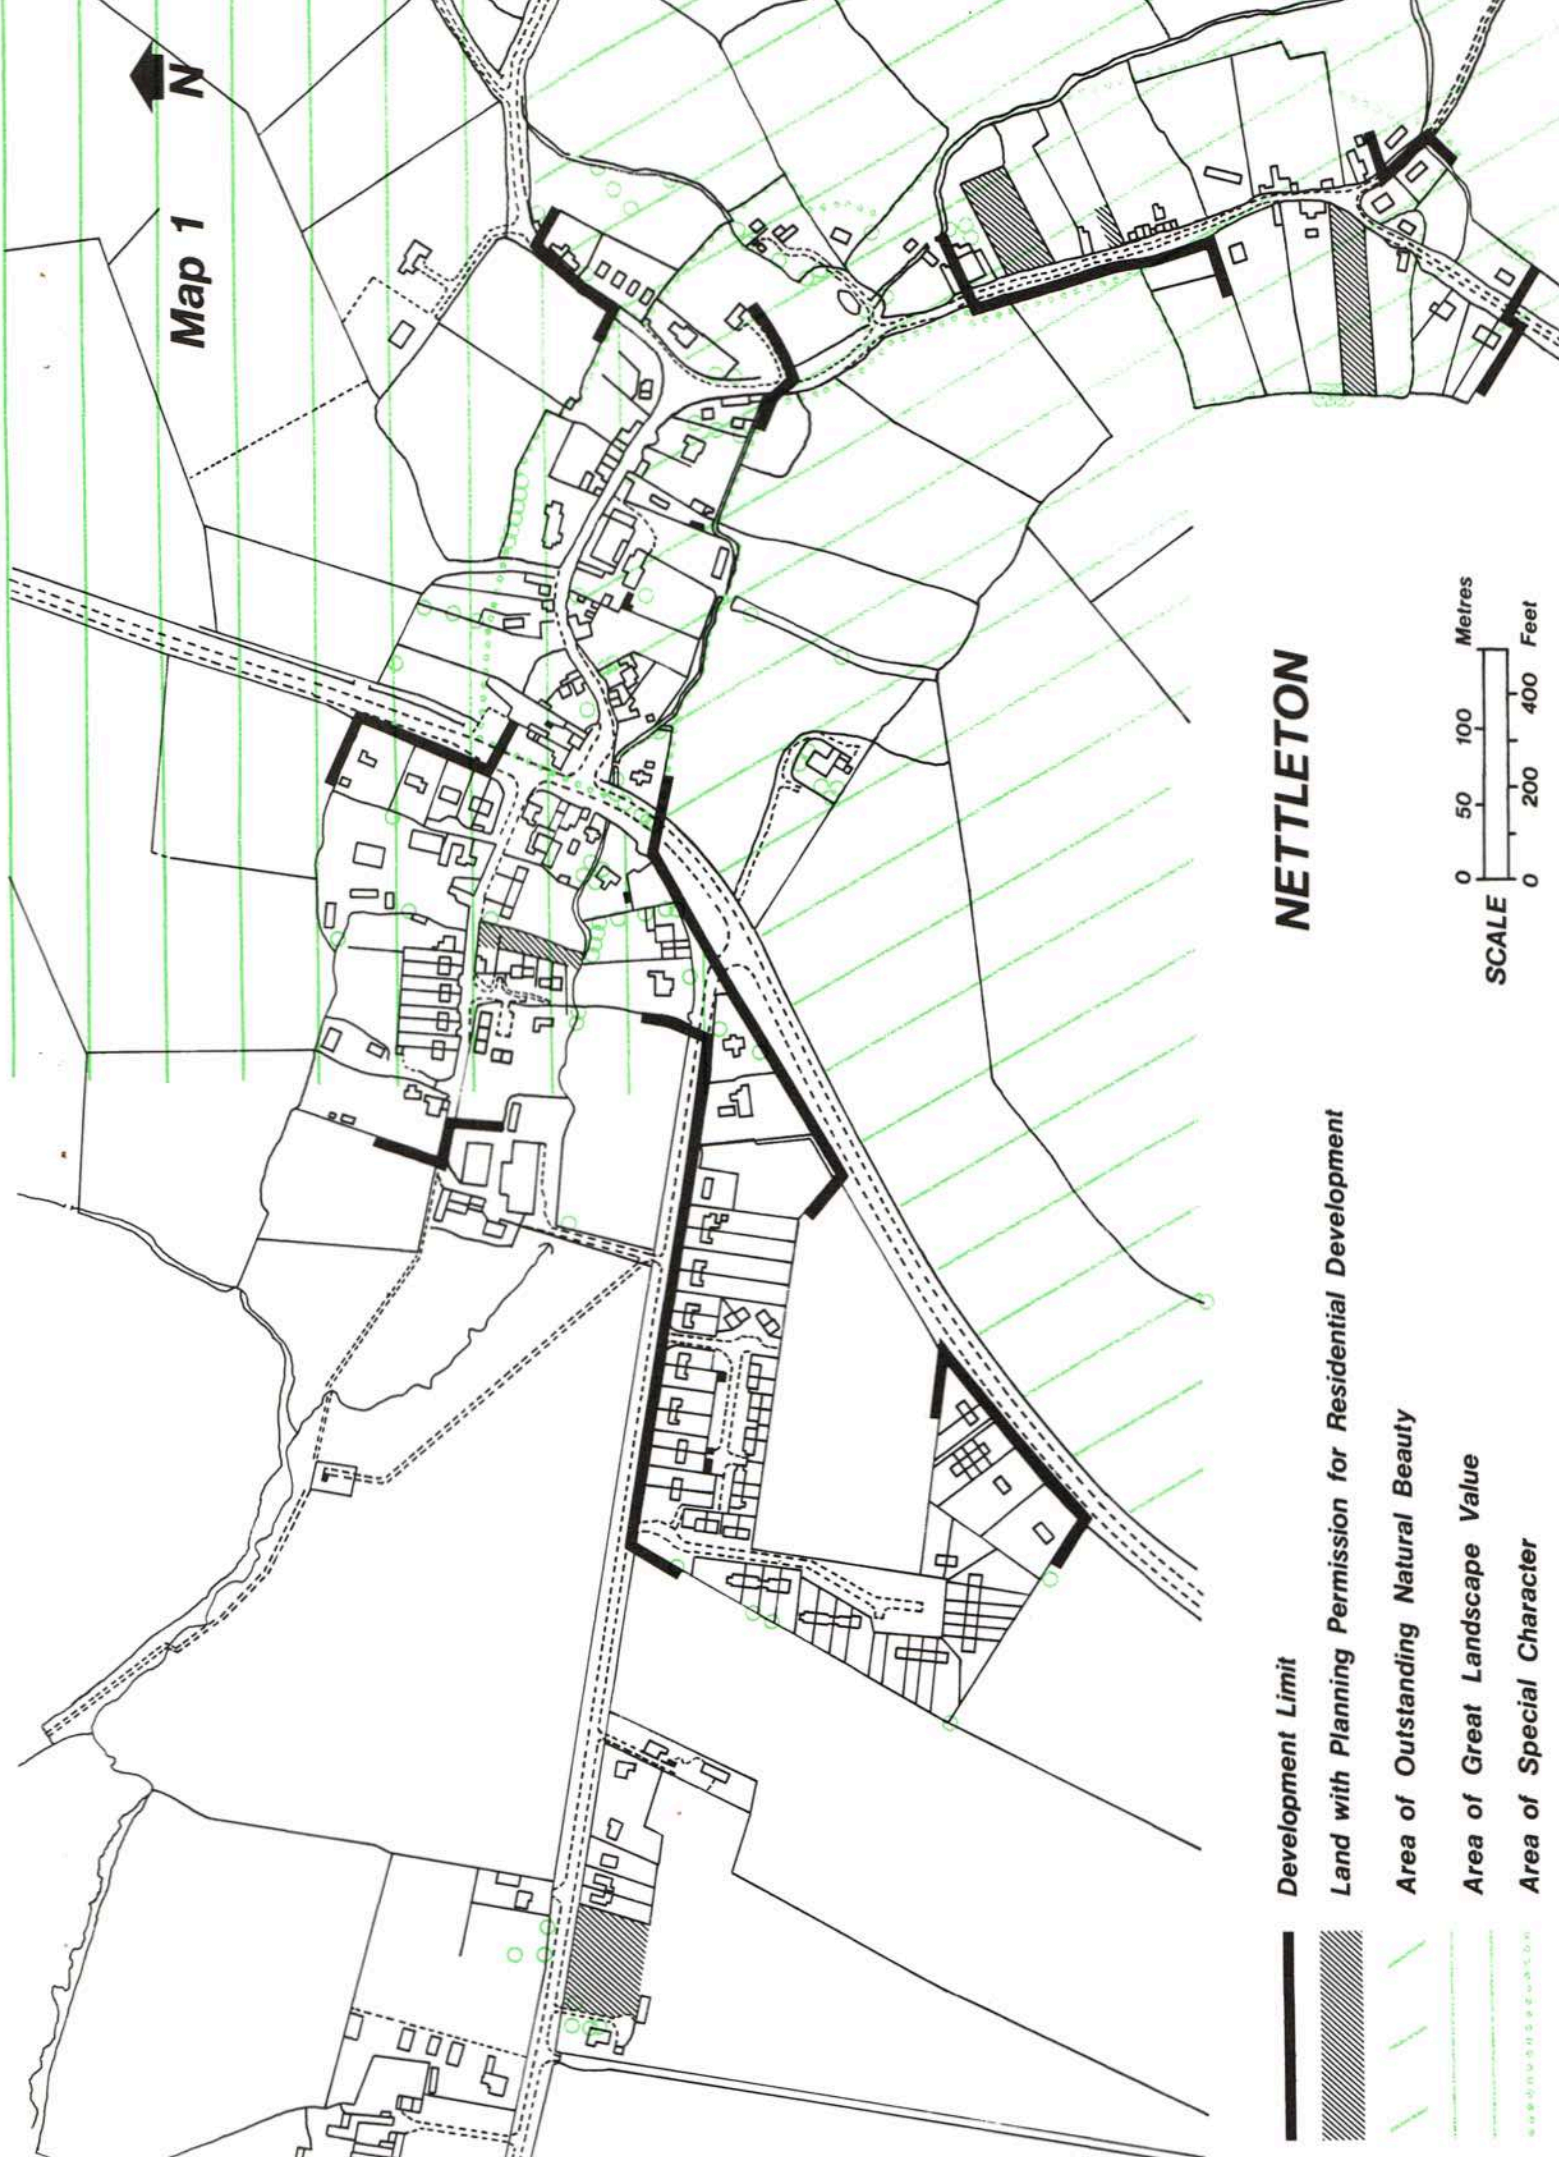 Map 1
N
NETTLETON
SCALE
0 50 100 Metres
0 200 400 Feet
Development Limit
Land with Planning Permission for Residential Development
Area of Outstanding Natural Beauty
Area of Great Landscape Value
Area of Special Character